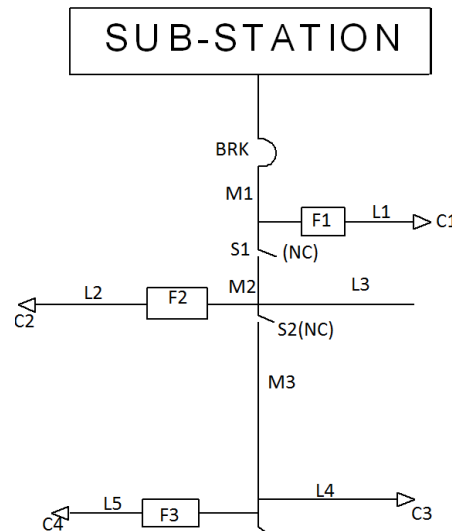 SUB-STATION
BRK
M1
F1
L1
C1
S1
(NC)
L2
F2
M2
L3
C2
S2(NC)
M3
L5
F3
L4
C4
C3